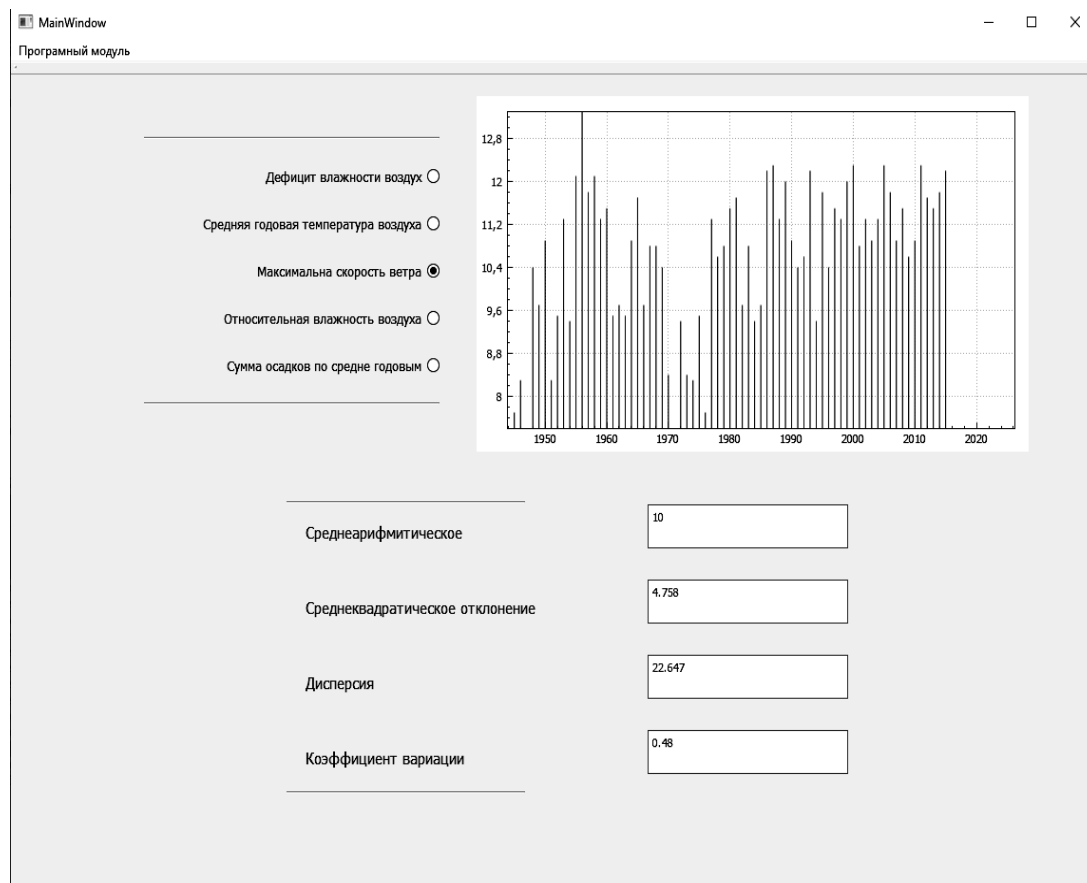 MainWindow
Програмный модуль
Дефицит влажности воздух
Средняя годовая температура воздуха
Максимальна скорость ветра
Относительная влажность воздуха
Сумма осадков по средне годовым
12,8
12
11,2
10,4
9,6
8,8
8
1950 1960 1970 1980 1990 2000 2010 2020
Среднеарифмитическое
10
Среднеквадратическое отклонение
4.758
Дисперсия
22.647
Коэффициент вариации
0.48